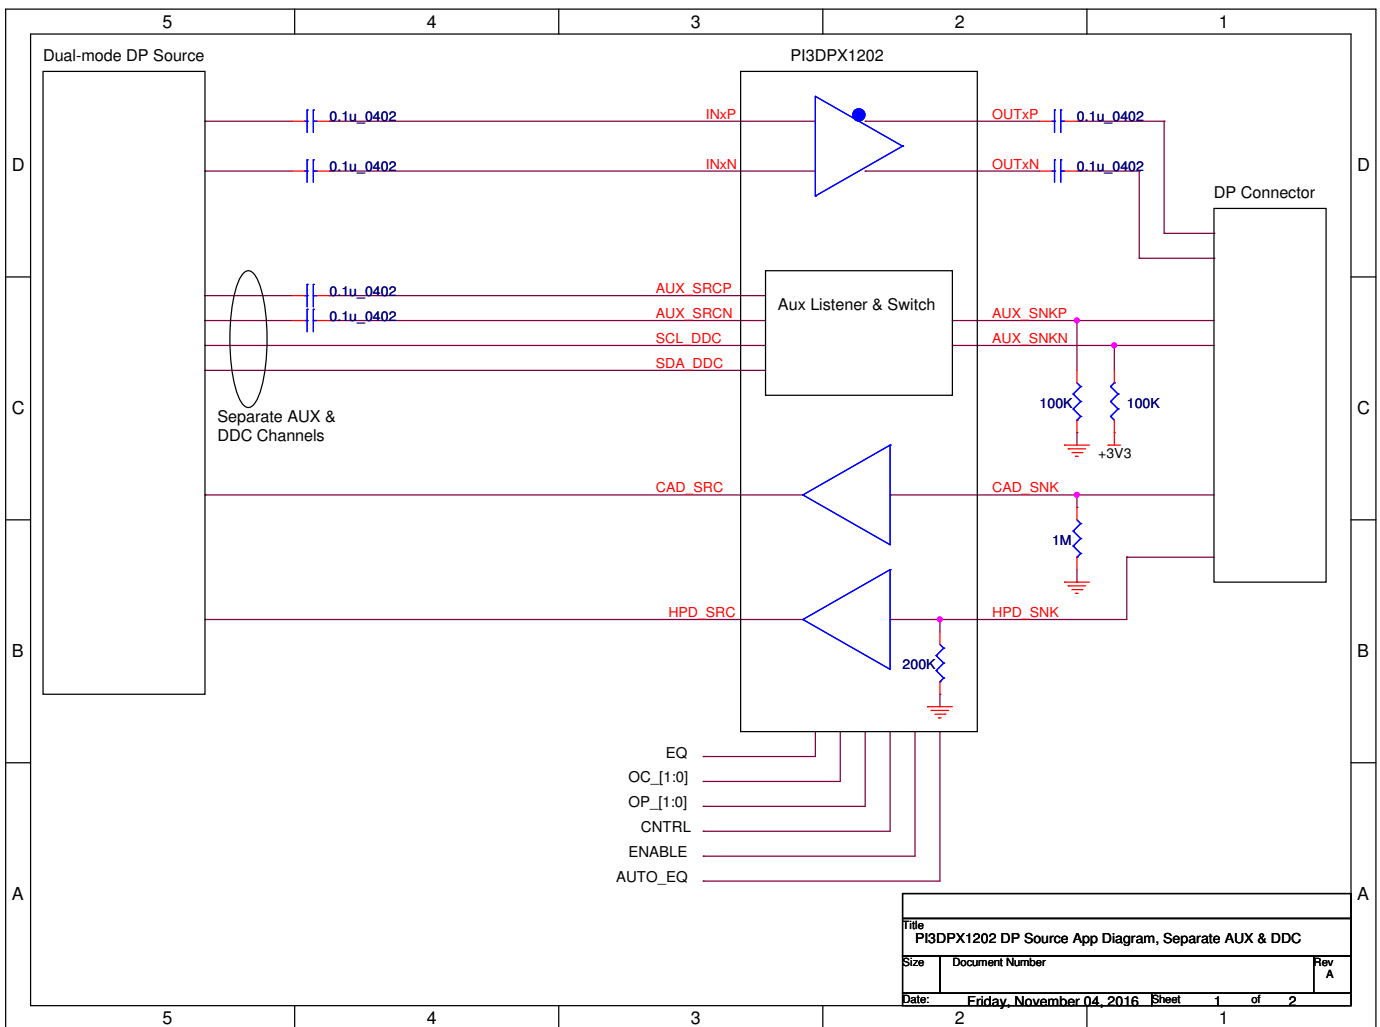 5 4 3 2 1
Dual-mode DP Source
PI3DPX1202
0.1u_0402 INxP OUTxP 0.1u_0402
D D
0.1u_0402 INxN OUTxN 0.1u_0402
DP Connector
0.1u_0402 AUX_SRCP
Aux Listener & Switch
0.1u_0402 AUX_SRCN AUX_SNKP
SCL_DDC AUX_SNKN
SDA_DDC
100K 100K
C C
Separate AUX &
DDC Channels
+3V3
CAD_SRC CAD_SNK
1M
HPD_SRC HPD_SNK
B B
200K
EQ
OC_[1:0]
OP_[1:0]
CNTRL
ENABLE
AUTO_EQ
A A
Title
PI3DPX1202 DP Source App Diagram, Separate AUX & DDC
Size Document Number Rev
A
Date: Friday, November 04, 2016 Sheet 1 of 2
5 4 3 2 1